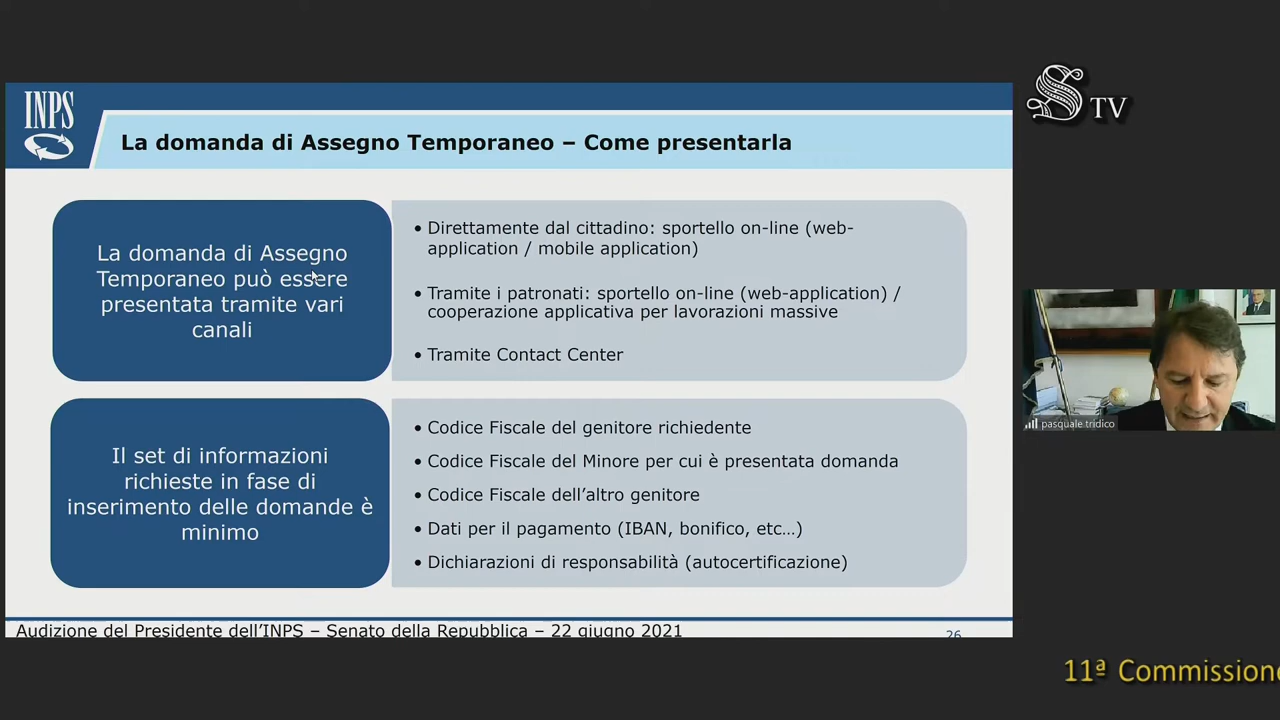 INPS
La domanda di Assegno Temporaneo – Come presentarla
S TV
La domanda di Assegno
Temporaneo può essere
presentata tramite vari
canali
• Direttamente dal cittadino: sportello on-line (web-
application / mobile application)
• Tramite i patronati: sportello on-line (web-application) /
cooperazione applicativa per lavorazioni massive
• Tramite Contact Center
Il set di informazioni
richieste in fase di
inserimento delle domande è
minimo
• Codice Fiscale del genitore richiedente
• Codice Fiscale del Minore per cui è presentata domanda
• Codice Fiscale dell’altro genitore
• Dati per il pagamento (IBAN, bonifico, etc…)
• Dichiarazioni di responsabilità (autocertificazione)
pasquale tridico
Audizione del Presidente dell’INPS – Senato della Repubblica – 22 giugno 2021
26
11ª Commissione